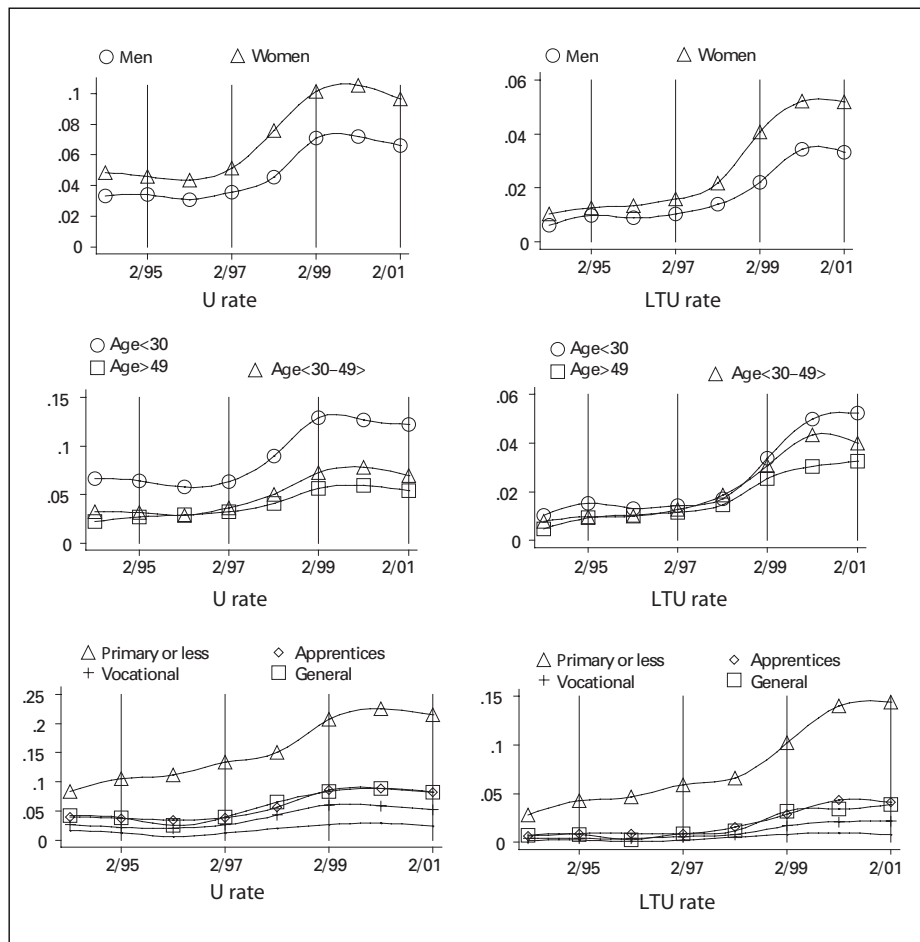 Men Women
.1
.08
.06
.04
.02
0
2/95 2/97 2/99 2/01
U rate
Men Women
.06
.04
.02
0
2/95 2/97 2/99 2/01
LTU rate
Age<30
Age>49 Age<30–49>
.15
.1
.05
0
2/95 2/97 2/99 2/01
U rate
Age<30
Age>49 Age<30–49>
.06
.04
.02
0
2/95 2/97 2/99 2/01
LTU rate
Primary or less Apprentices
Vocational General
0.25
.2
.15
.1
0.05
0
2/95 2/97 2/99 2/01
U rate
Primary or less Apprentices
Vocational General
.15
.1
0.05
0
2/95 2/97 2/99 2/01
LTU rate